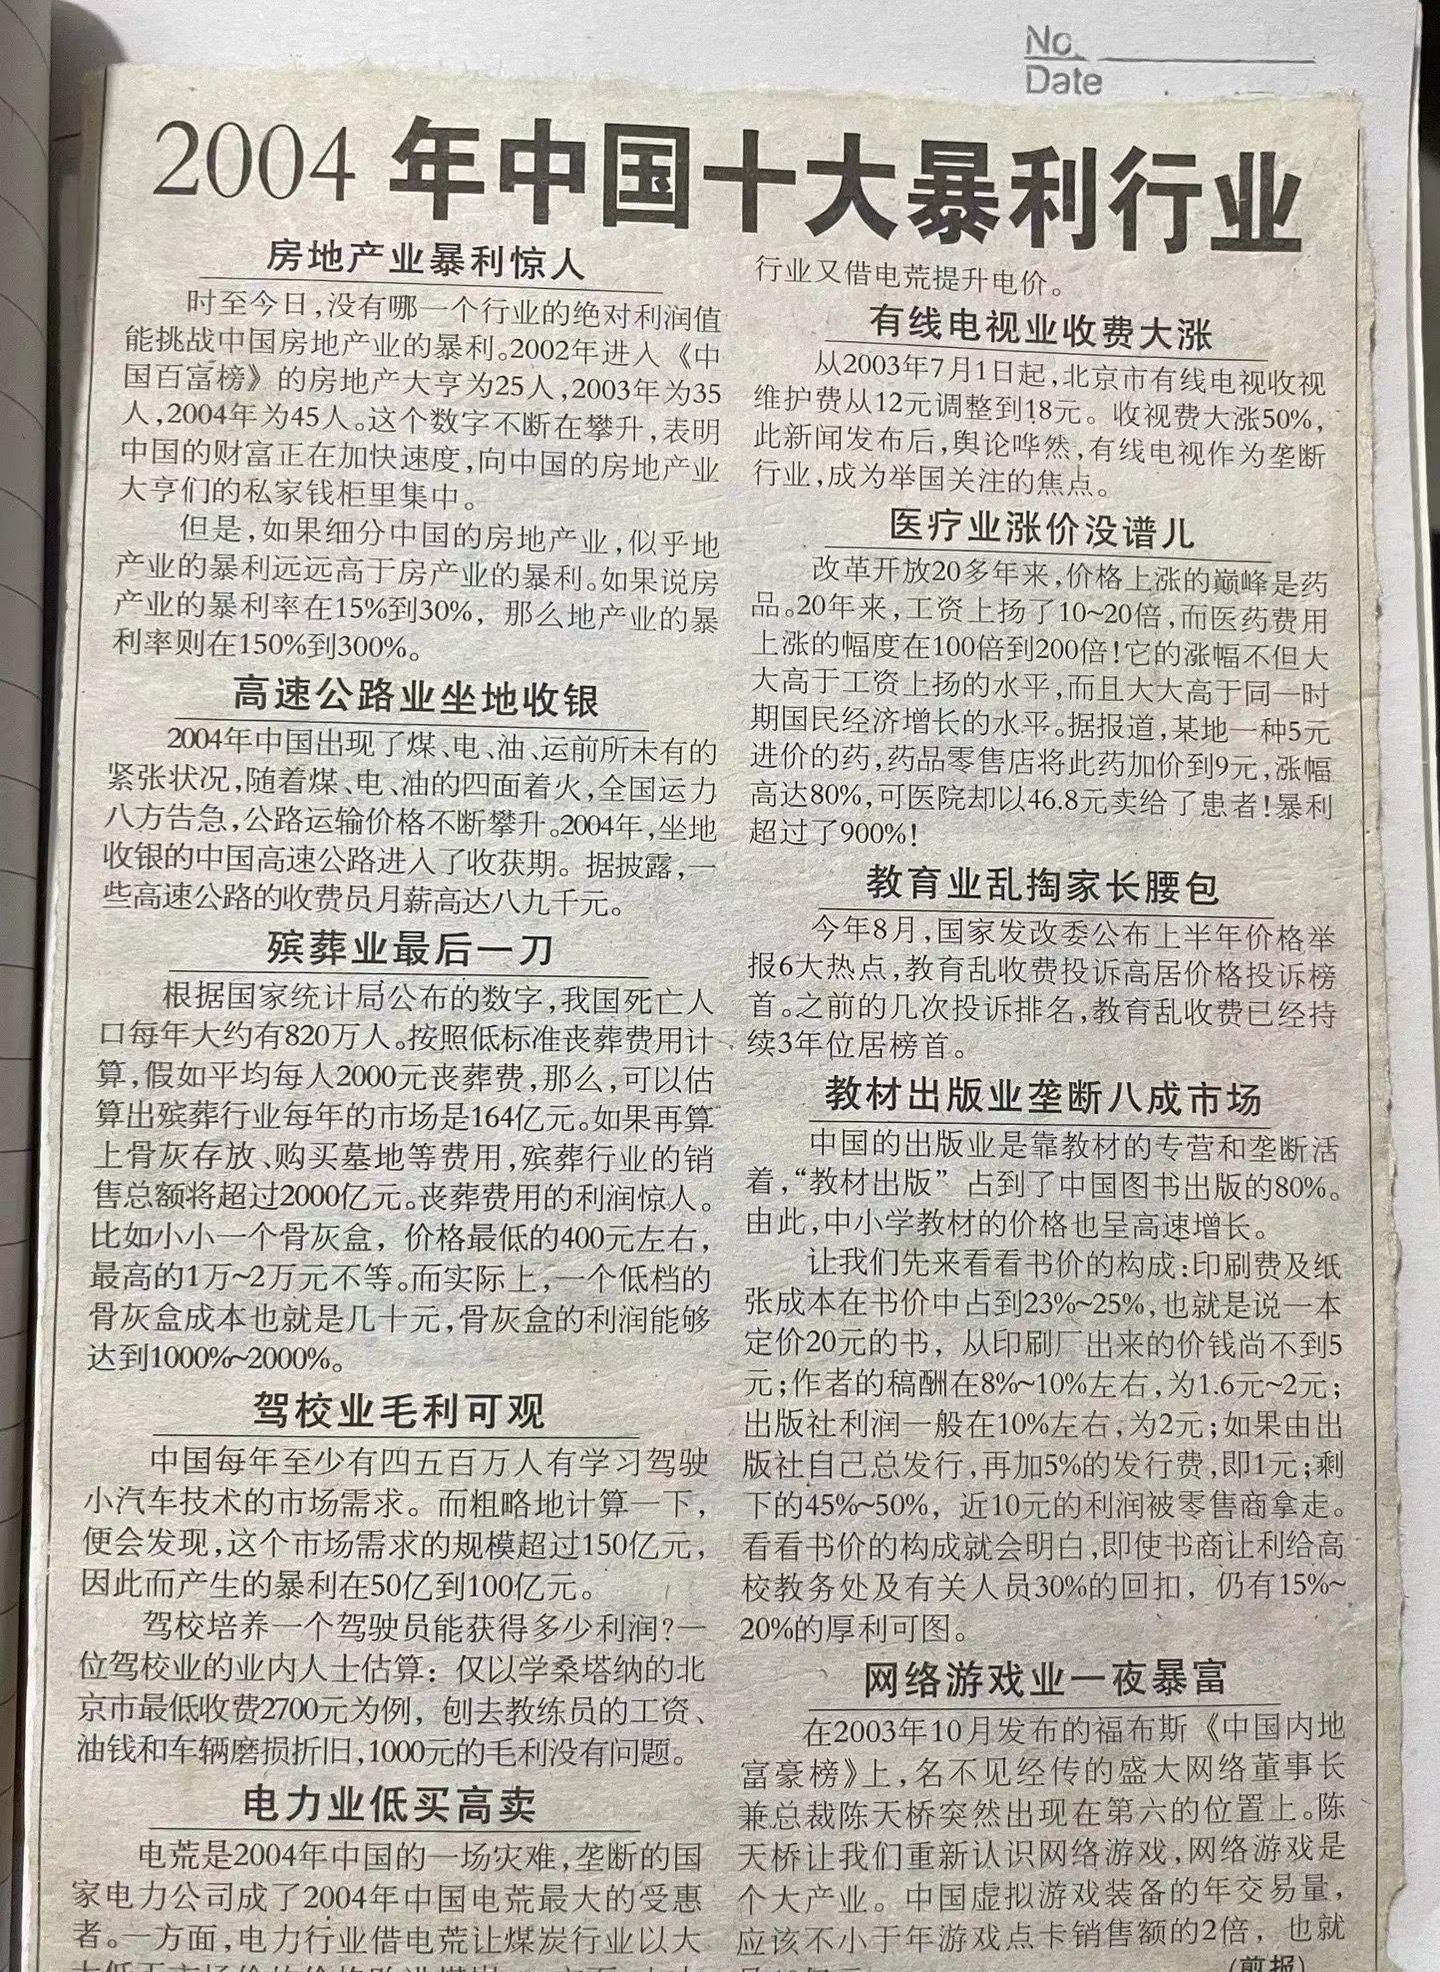 No.
Date
2004年中国十大暴利行业
房地产业暴利惊人
时至今日,没有哪一个行业的绝对利润值
能挑战中国房地产业的暴利。2002年进入《中
国百富榜》的房地产大亨为25人,2003年为35
人,2004年为45人。这个数字不断在攀升,表明
中国的财富正在加快速度,向中国的房地产业
大亨们的私家钱柜里集中。
但是,如果细分中国的房地产业,似乎地
产业的暴利远远高于房产业的暴利。如果说房
产业的暴利率在15%到30%，那么地产业的暴
利率则在150%到300%。
高速公路业坐地收银
2004年中国出现了煤、电、油、运前所未有的
紧张状况,随着煤、电、油的四面着火,全国运力
八方告急,公路运输价格不断攀升。2004年,坐地
收银的中国高速公路进入了收获期。据披露,一
些高速公路的收费员月薪高达八九千元。
殡葬业最后一刀
根据国家统计局公布的数字,我国死亡人
口每年大约有820万人。按照低标准丧葬费用计
算,假如平均每人2000元丧葬费,那么,可以估
算出殡葬行业每年的市场是164亿元。如果再算
上骨灰存放、购买墓地等费用,殡葬行业的销
售总额将超过2000亿元。丧葬费用的利润惊人。
比如小小一个骨灰盒，价格最低的400元左右,
最高的1万~2万元不等。而实际上,一个低档的
骨灰盒成本也就是几十元,骨灰盒的利润能够
达到1000%~2000%。
驾校业毛利可观
中国每年至少有四五百万人有学习驾驶
小汽车技术的市场需求。而粗略地计算一下,
便会发现,这个市场需求的规模超过150亿元,
因此而产生的暴利在50亿到100亿元。
驾校培养一个驾驶员能获得多少利润?一
位驾校业的业内人士估算：仅以学桑塔纳的北
京市最低收费2700元为例，刨去教练员的工资、
油钱和车辆磨损折旧,1000元的毛利没有问题。
电力业低买高卖
电荒是2004年中国的一场灾难,垄断的国
家电力公司成了2004年中国电荒最大的受惠
者。一方面,电力行业借电荒让煤炭行业以大
行业又借电荒提升电价。
有线电视业收费大涨
从2003年7月1日起,北京市有线电视收视
维护费从12元调整到18元。收视费大涨50%,
此新闻发布后,舆论哗然,有线电视作为垄断
行业,成为举国关注的焦点。
医疗业涨价没谱儿
改革开放20多年来,价格上涨的巅峰是药
品。20年来,工资上扬了10~20倍,而医药费用
上涨的幅度在100倍到200倍!它的涨幅不但大
大高于工资上扬的水平,而且大大高于同一时
期国民经济增长的水平。据报道,某地一种5元
进价的药,药品零售店将此药加价到9元,涨幅
高达80%,可医院却以46.8元卖给了患者!暴利
超过了900%!
教育业乱掏家长腰包
今年8月,国家发改委公布上半年价格举
报6大热点,教育乱收费投诉高居价格投诉榜
首。之前的几次投诉排名,教育乱收费已经持
续3年位居榜首。
教材出版业垄断八成市场
中国的出版业是靠教材的专营和垄断活
着,“教材出版”占到了中国图书出版的80%。
由此,中小学教材的价格也呈高速增长。
让我们先来看看书价的构成:印刷费及纸
张成本在书价中占到23%~25%,也就是说一本
定价20元的书，从印刷厂出来的价钱尚不到5
元;作者的稿酬在8%~10%左右,为1.6元~2元;
出版社利润一般在10%左右,为2元;如果由出
版社自己总发行,再加5%的发行费,即1元;剩
下的45%~50%，近10元的利润被零售商拿走。
看看书价的构成就会明白,即使书商让利给高
校教务处及有关人员30%的回扣，仍有15%~
20%的厚利可图。
网络游戏业一夜暴富
在2003年10月发布的福布斯《中国内地
富豪榜》上,名不见经传的盛大网络董事长
兼总裁陈天桥突然出现在第六的位置上。陈
天桥让我们重新认识网络游戏,网络游戏是
个大产业。中国虚拟游戏装备的年交易量,
应该不小于年游戏点卡销售额的2倍，也就
(剪报)